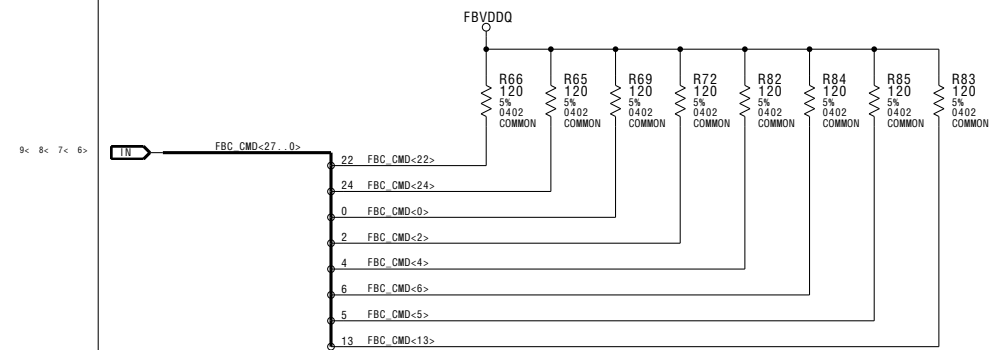 FBVDDQ
R66 R65 R69 R72 R82 R84 R85 R83
120 120 120 120 120 120 120 120
5% 5% 5% 5% 5% 5% 5% 5%
0402 0402 0402 0402 0402 0402 0402 0402
COMMON COMMON COMMON COMMON COMMON COMMON COMMON COMMON
9< 8< 7< 6> IN FBC_CMD<27..0>
22 FBC_CMD<22>
24 FBC_CMD<24>
0 FBC_CMD<0>
2 FBC_CMD<2>
4 FBC_CMD<4>
6 FBC_CMD<6>
5 FBC_CMD<5>
13 FBC_CMD<13>